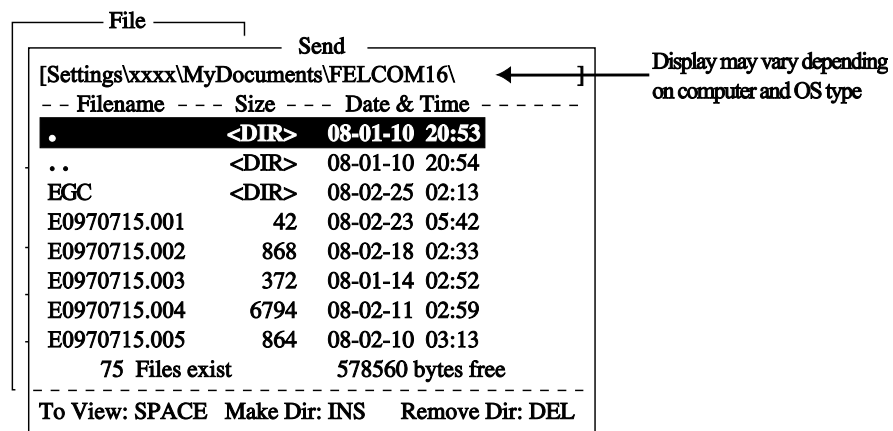 File
Send
[Settings\xxxx\MyDocuments\FELCOM16\ ]
Display may vary depending
on computer and OS type
- - Filename - - - Size - - - - Date & Time - - - - - - -
. <DIR> 08-01-10 20:53
. . <DIR> 08-01-10 20:54
EGC <DIR> 08-02-25 02:13
E0970715.001 42 08-02-23 05:42
E0970715.002 868 08-02-18 02:33
E0970715.003 372 08-01-14 02:52
E0970715.004 6794 08-02-11 02:59
E0970715.005 864 08-02-10 03:13
75 Files exist 578560 bytes free
To View: SPACE Make Dir: INS Remove Dir: DEL